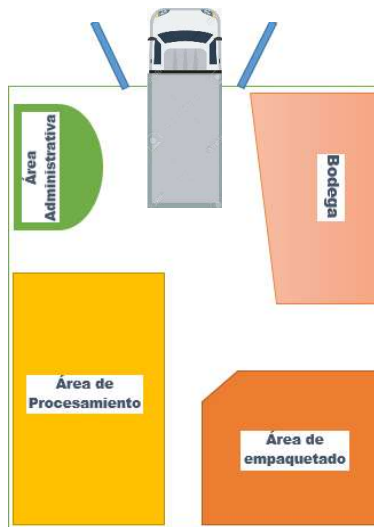 Área
Administrativa
Bodega
Área de
Procesamiento
Área de
empaquetado